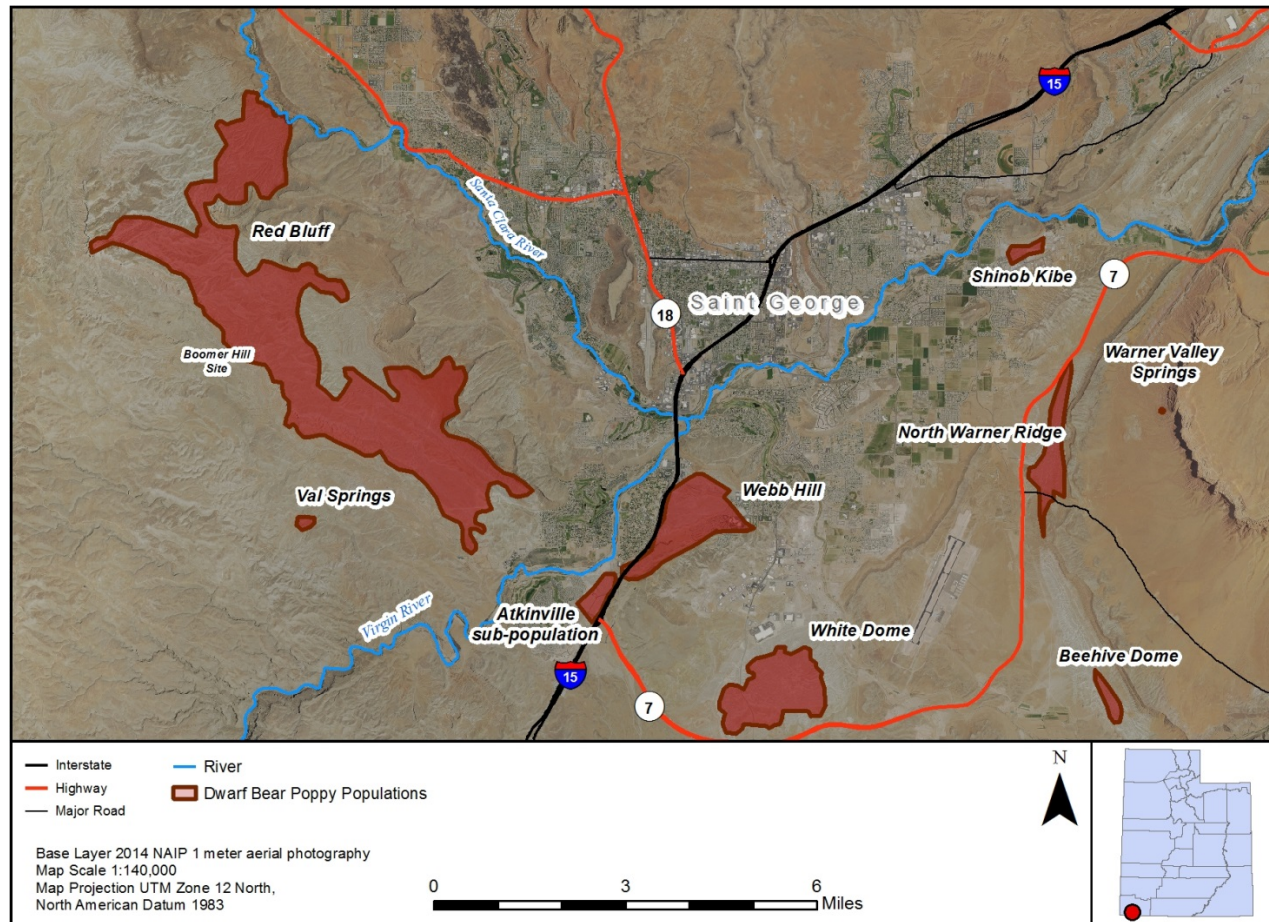 15
Santa Clara River
Red Bluff
Shinob Kibe
7
18
Saint George
Boomer Hill
Site
Warner Valley
Springs
North Warner Ridge
Val Springs
Webb Hill
Virgin River
Atkinville
sub-population
White Dome
Beehive Dome
15
7
Interstate
Highway
Major Road
River
Dwarf Bear Poppy Populations
N
Base Layer 2014 NAIP 1 meter aerial photography
Map Scale 1:140,000
Map Projection UTM Zone 12 North,
North American Datum 1983
0 3 6
Miles